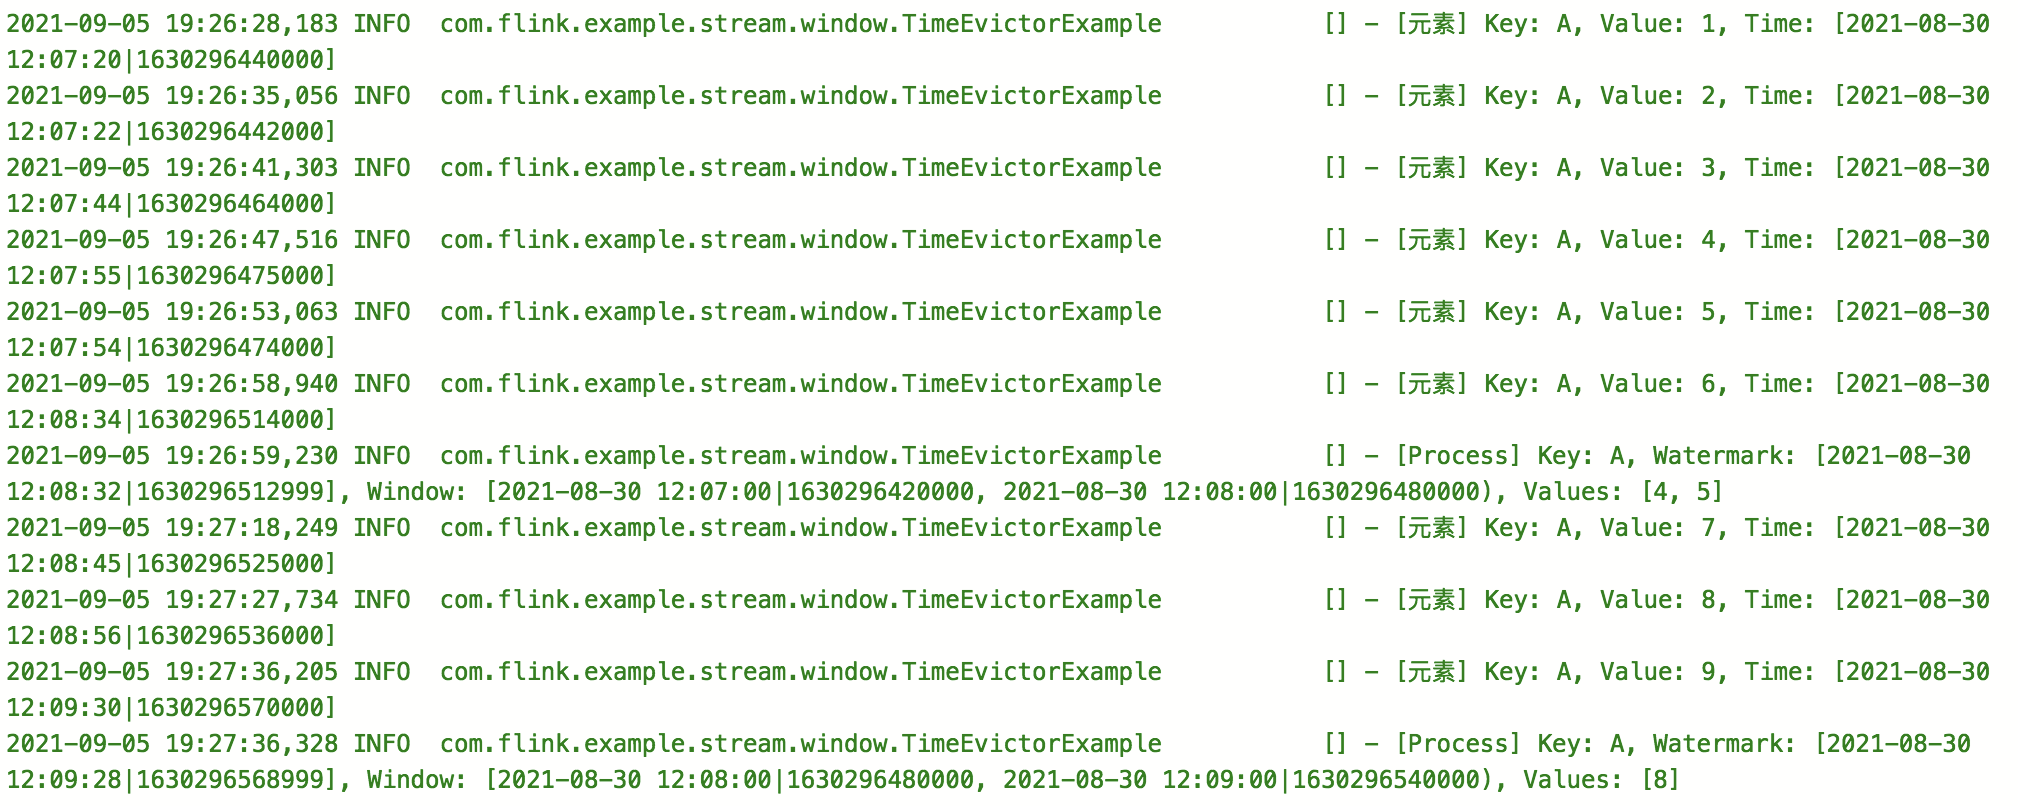 2021-09-05 19:26:28,183 INFO  com.flink.example.stream.window.TimeEvictorExample           [] - [元素] Key: A, Value: 1, Time: [2021-08-30
12:07:20|1630296440000]
2021-09-05 19:26:35,056 INFO  com.flink.example.stream.window.TimeEvictorExample           [] - [元素] Key: A, Value: 2, Time: [2021-08-30
12:07:22|1630296442000]
2021-09-05 19:26:41,303 INFO  com.flink.example.stream.window.TimeEvictorExample           [] - [元素] Key: A, Value: 3, Time: [2021-08-30
12:07:44|1630296464000]
2021-09-05 19:26:47,516 INFO  com.flink.example.stream.window.TimeEvictorExample           [] - [元素] Key: A, Value: 4, Time: [2021-08-30
12:07:55|1630296475000]
2021-09-05 19:26:53,063 INFO  com.flink.example.stream.window.TimeEvictorExample           [] - [元素] Key: A, Value: 5, Time: [2021-08-30
12:07:54|1630296474000]
2021-09-05 19:26:58,940 INFO  com.flink.example.stream.window.TimeEvictorExample           [] - [元素] Key: A, Value: 6, Time: [2021-08-30
12:08:34|1630296514000]
2021-09-05 19:26:59,230 INFO  com.flink.example.stream.window.TimeEvictorExample           [] - [Process] Key: A, Watermark: [2021-08-30
12:08:32|1630296512999], Window: [2021-08-30 12:07:00|1630296420000, 2021-08-30 12:08:00|1630296480000), Values: [4, 5]
2021-09-05 19:27:18,249 INFO  com.flink.example.stream.window.TimeEvictorExample           [] - [元素] Key: A, Value: 7, Time: [2021-08-30
12:08:45|1630296525000]
2021-09-05 19:27:27,734 INFO  com.flink.example.stream.window.TimeEvictorExample           [] - [元素] Key: A, Value: 8, Time: [2021-08-30
12:08:56|1630296536000]
2021-09-05 19:27:36,205 INFO  com.flink.example.stream.window.TimeEvictorExample           [] - [元素] Key: A, Value: 9, Time: [2021-08-30
12:09:30|1630296570000]
2021-09-05 19:27:36,328 INFO  com.flink.example.stream.window.TimeEvictorExample           [] - [Process] Key: A, Watermark: [2021-08-30
12:09:28|1630296568999], Window: [2021-08-30 12:08:00|1630296480000, 2021-08-30 12:09:00|1630296540000), Values: [8]